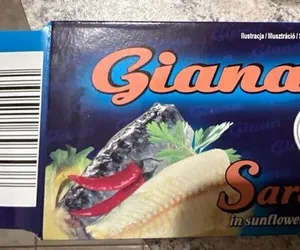 Ilustracja / Illusztráció /
Giana
Sar
in sunflowe